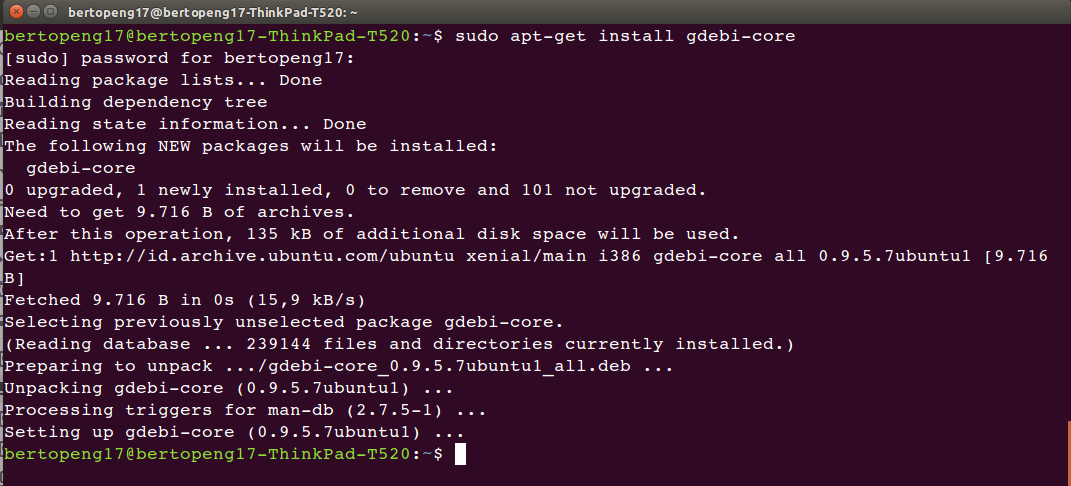 bertopeng17@bertopeng17-ThinkPad-T520: ~
bertopeng17@bertopeng17-ThinkPad-T520:~$ sudo apt-get install gdebi-core
[sudo] password for bertopeng17:
Reading package lists... Done
Building dependency tree
Reading state information... Done
The following NEW packages will be installed:
  gdebi-core
0 upgraded, 1 newly installed, 0 to remove and 101 not upgraded.
Need to get 9.716 B of archives.
After this operation, 135 kB of additional disk space will be used.
Get:1 http://id.archive.ubuntu.com/ubuntu xenial/main i386 gdebi-core all 0.9.5.7ubuntu1 [9.716
B]
Fetched 9.716 B in 0s (15,9 kB/s)
Selecting previously unselected package gdebi-core.
(Reading database ... 239144 files and directories currently installed.)
Preparing to unpack .../gdebi-core_0.9.5.7ubuntu1_all.deb ...
Unpacking gdebi-core (0.9.5.7ubuntu1) ...
Processing triggers for man-db (2.7.5-1) ...
Setting up gdebi-core (0.9.5.7ubuntu1) ...
bertopeng17@bertopeng17-ThinkPad-T520:~$